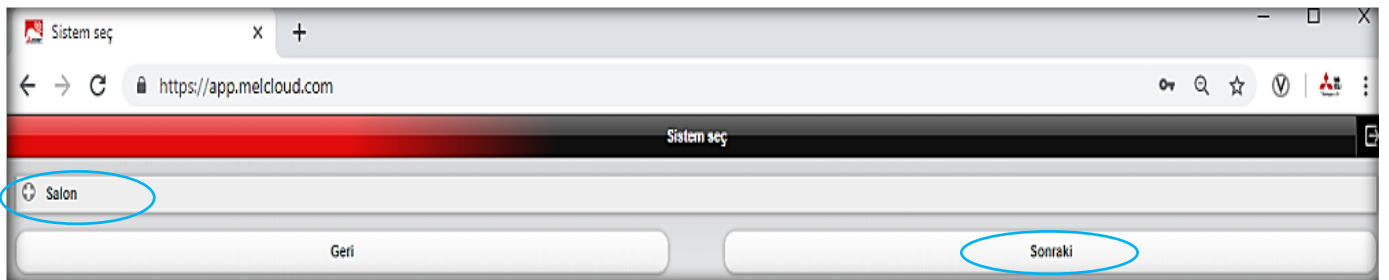 Sistem seç
https://app.melcloud.com
Sistem seç
Salon
Geri Sonraki